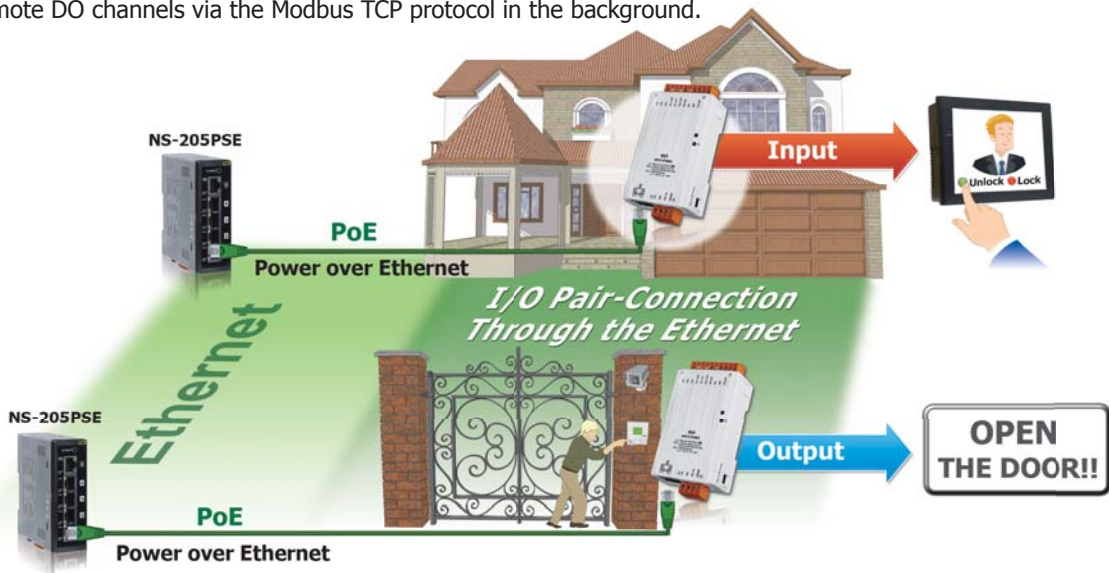 mote DO channels via the Modbus TCP protocol in the background.
NS-205PSE
Input
Unlock Lock
PoE
Power over Ethernet
I/O Pair-Connection
Through the Ethernet
Ethernet
NS-205PSE
Output
OPEN
THE DOOR!!
PoE
Power over Ethernet